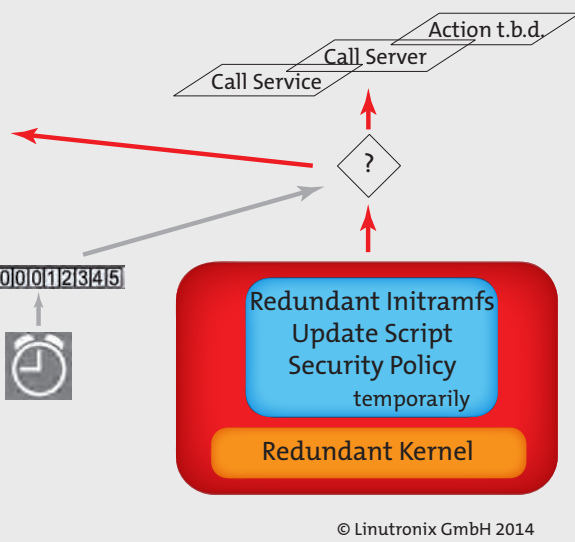 Action t.b.d.
Call Server
Call Service
?
00012345
Redundant Initramfs
Update Script
Security Policy
temporarily
Redundant Kernel
© Linutronix GmbH 2014